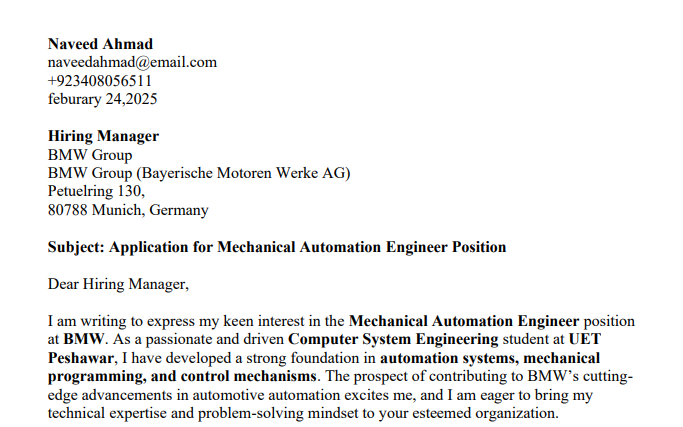 Naveed Ahmad
naveedahmad@email.com
+923408056511
feburary 24,2025
Hiring Manager
BMW Group
BMW Group (Bayerische Motoren Werke AG)
Petuelring 130,
80788 Munich, Germany
Subject: Application for Mechanical Automation Engineer Position
Dear Hiring Manager,
I am writing to express my keen interest in the Mechanical Automation Engineer position
at BMW. As a passionate and driven Computer System Engineering student at UET
Peshawar, I have developed a strong foundation in automation systems, mechanical
programming, and control mechanisms. The prospect of contributing to BMW’s cutting-
edge advancements in automotive automation excites me, and I am eager to bring my
technical expertise and problem-solving mindset to your esteemed organization.